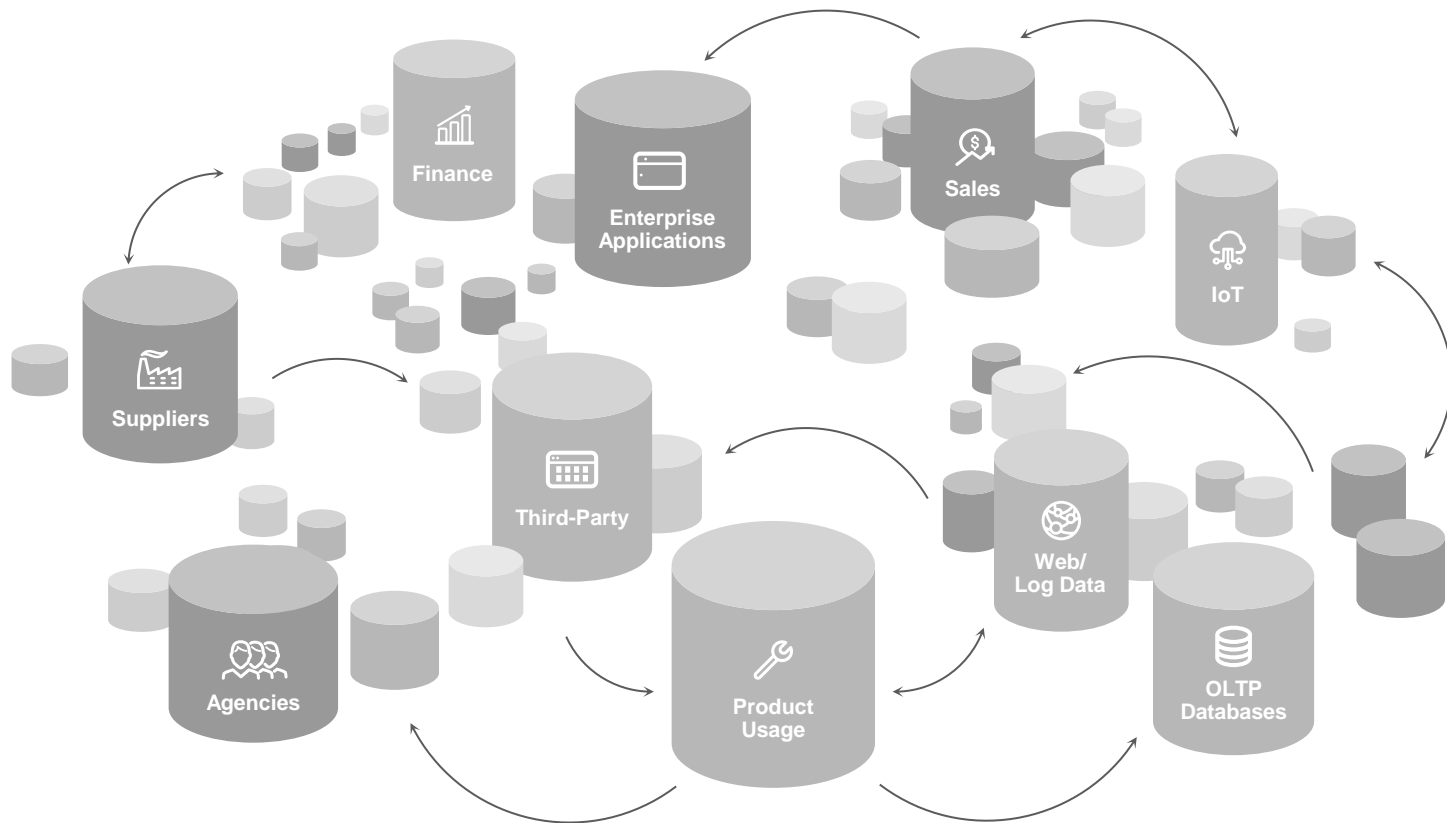 Finance
Enterprise
Applications
Sales
$
IoT
Suppliers
Third-Party
Web/
Log Data
Agencies
Product
Usage
OLTP
Databases